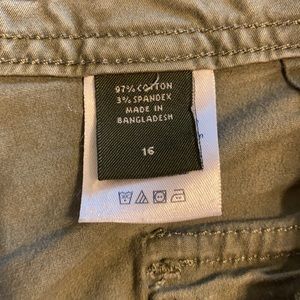 97% COTTON
3% SPANDEX
MADE IN
BANGLADESH
16